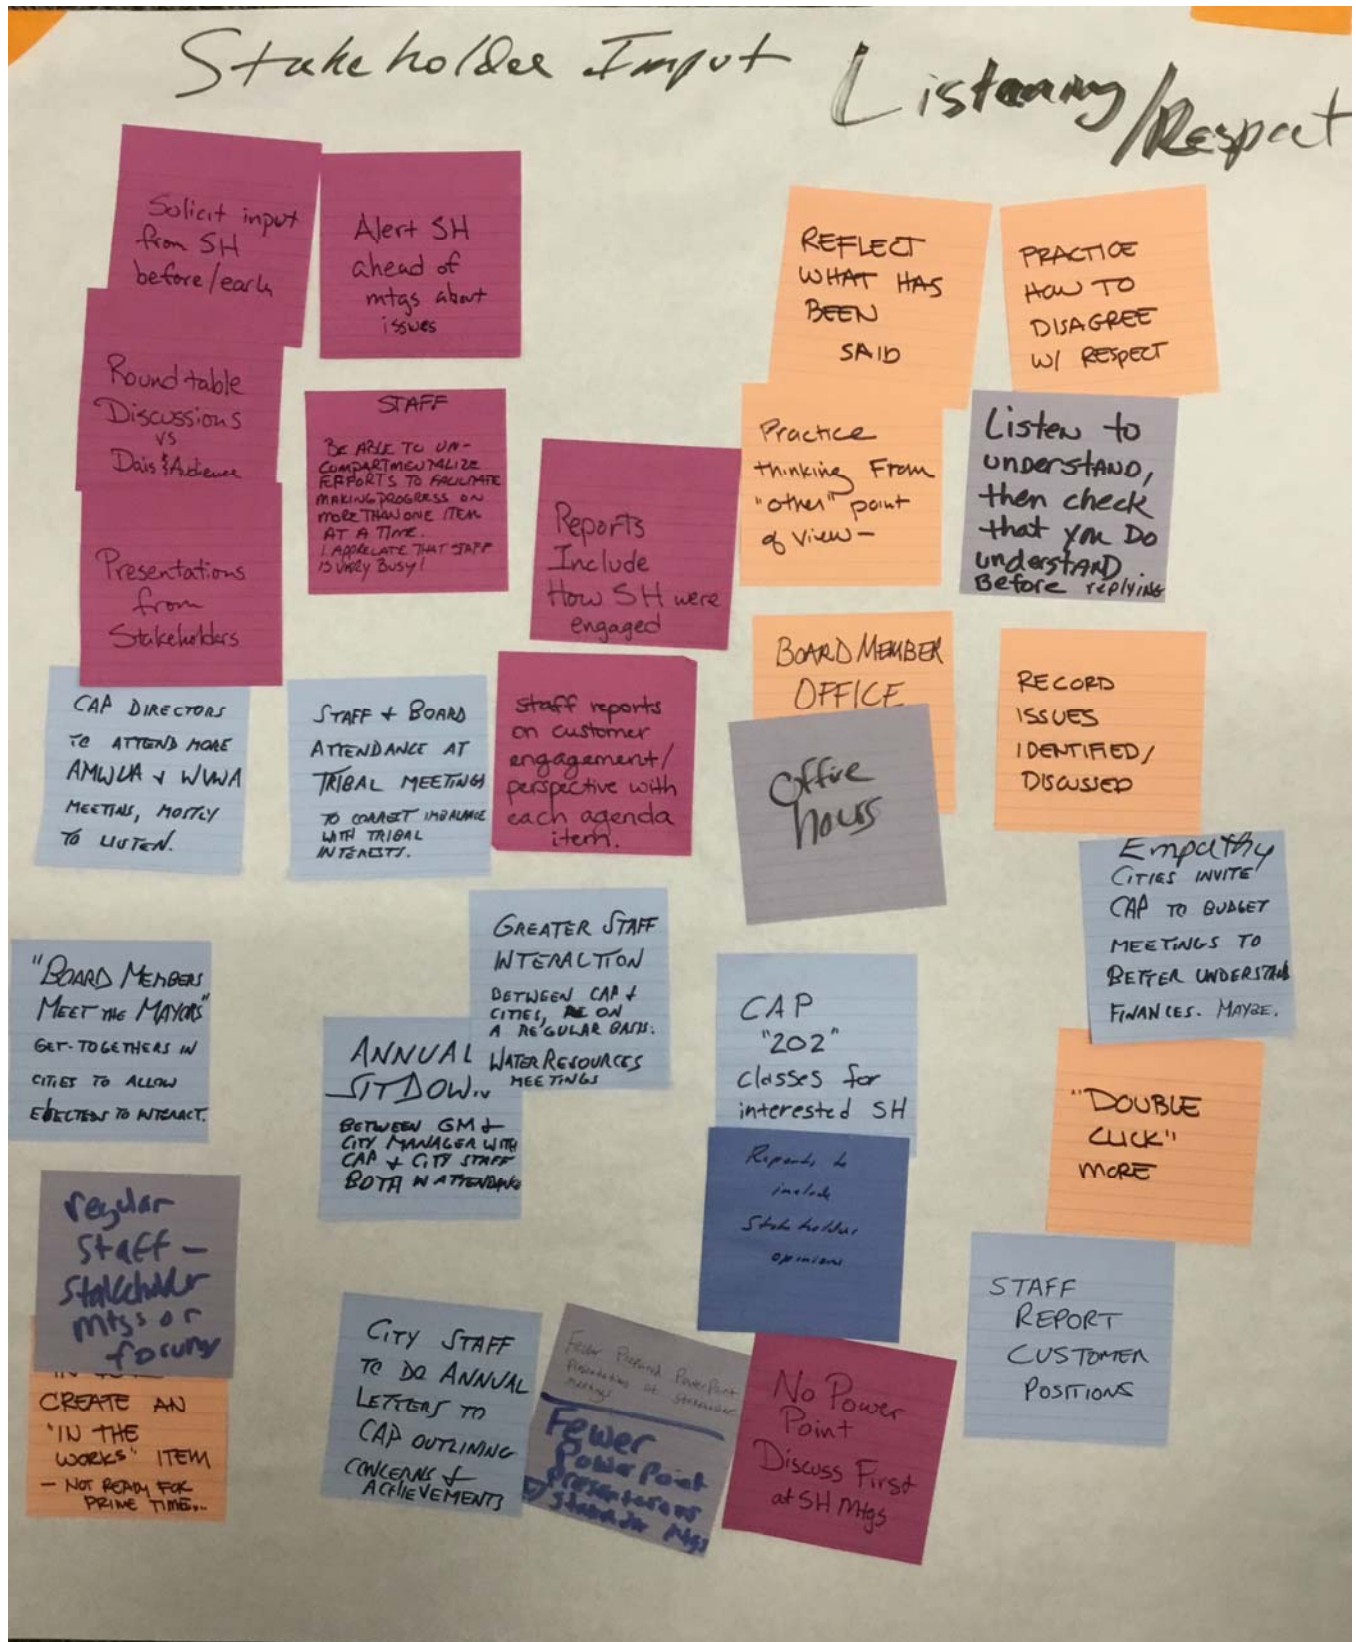 Stakeholder Input
Listening/Respect
Solicit input
from SH
before/early
Alert SH
ahead of
mtgs about
issues
Roundtable
Discussions
vs
Dais & Audience
STAFF
BE ABLE TO UN-
COMPARTMENTALIZE
EFFORTS TO FACILITATE
MAKING PROGRESS ON
MORE THAN ONE ITEM
AT A TIME.
I APPRECIATE THAT STAFF
IS VERY BUSY!
Presentations
from
Stakeholders
Reports
Include
How SH were
engaged
CAP DIRECTORS
TO ATTEND MORE
AMWUA & WUWA
MEETING, MOSTLY
TO LISTEN.
STAFF & BOARD
ATTENDANCE AT
TRIBAL MEETINGS
TO CORRECT IMBALANCE
WITH TRIBAL
INTERESTS.
Staff reports
on customer
engagement/
perspective with
each agenda
item.
REFLECT
WHAT HAS
BEEN
SAID
PRACTICE
HOW TO
DISAGREE
W/ RESPECT
Practice
thinking From
"other" point
of view —
Listen to
understAND,
then check
that you Do
understAND
Before replying
BOARD MEMBER
OFFICE
Office
hours
RECORD
ISSUES
IDENTIFIED/
DISCUSSED
Empathy
CITIES INVITE
CAP TO BUDGET
MEETINGS TO
BETTER UNDERSTAND
FINANCES. MAYBE.
"BOARD MEMBERS
MEET THE MAYORS"
GET-TOGETHERS IN
CITIES TO ALLOW
ELECTEDS TO INTERACT.
GREATER STAFF
INTERACTION
BETWEEN CAP &
CITIES, ON
A REGULAR BASIS.
WATER RESOURCES
MEETINGS
ANNUAL
SITDOWN
BETWEEN GM &
CITY MANAGER WITH
CAP & CITY STAFF
BOTH IN ATTENDANCE
CAP
"202"
classes for
interested SH
"DOUBLE
CLICK"
MORE
Reports to
include
Stakeholder
opinions
regular
staff –
stakeholder
mtgs or
forums
CREATE AN
"IN THE
WORKS" ITEM
– NOT READY FOR
PRIME TIME...
CITY STAFF
TO DO ANNUAL
LETTERS TO
CAP OUTLINING
CONCERNS &
ACHIEVEMENTS
Fewer Prepared PowerPoint
Presentations at Stakeholder
meetings
Fewer
PowerPoint
presentations
Mtgs
No Power
Point
Discuss First
at SH Mtgs
STAFF
REPORT
CUSTOMER
POSITIONS